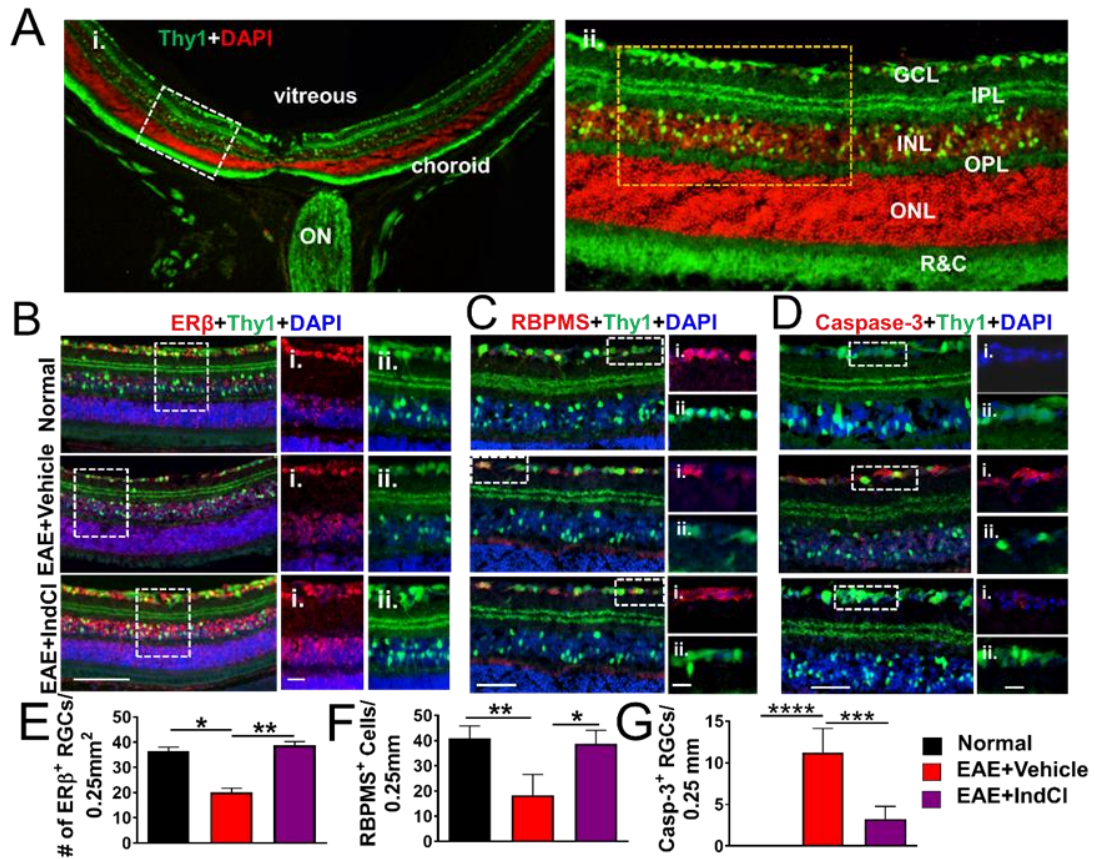 A
i.
Thy1+DAPI
vitreous
choroid
ON
ii.
GCL
IPL
INL
OPL
ONL
R&C
B
ERβ+Thy1+DAPI
C
RBPMS+Thy1+DAPI
D
Caspase-3+Thy1+DAPI
Normal
i.
ii.
i.
ii.
i.
ii.
EAE+Vehicle
i.
ii.
i.
ii.
i.
ii.
EAE+IndCl
i.
ii.
i.
ii.
i.
ii.
E
# of ERβ+ RGCs/
0.25mm2
50
40
30
20
10
0
*
**
F
RBPMS+ Cells/
0.25mm
50
40
30
20
10
0
**
*
G
Casp-3+ RGCs/
0.25 mm
15
10
5
0
****
***
Normal
EAE+Vehicle
EAE+IndCl